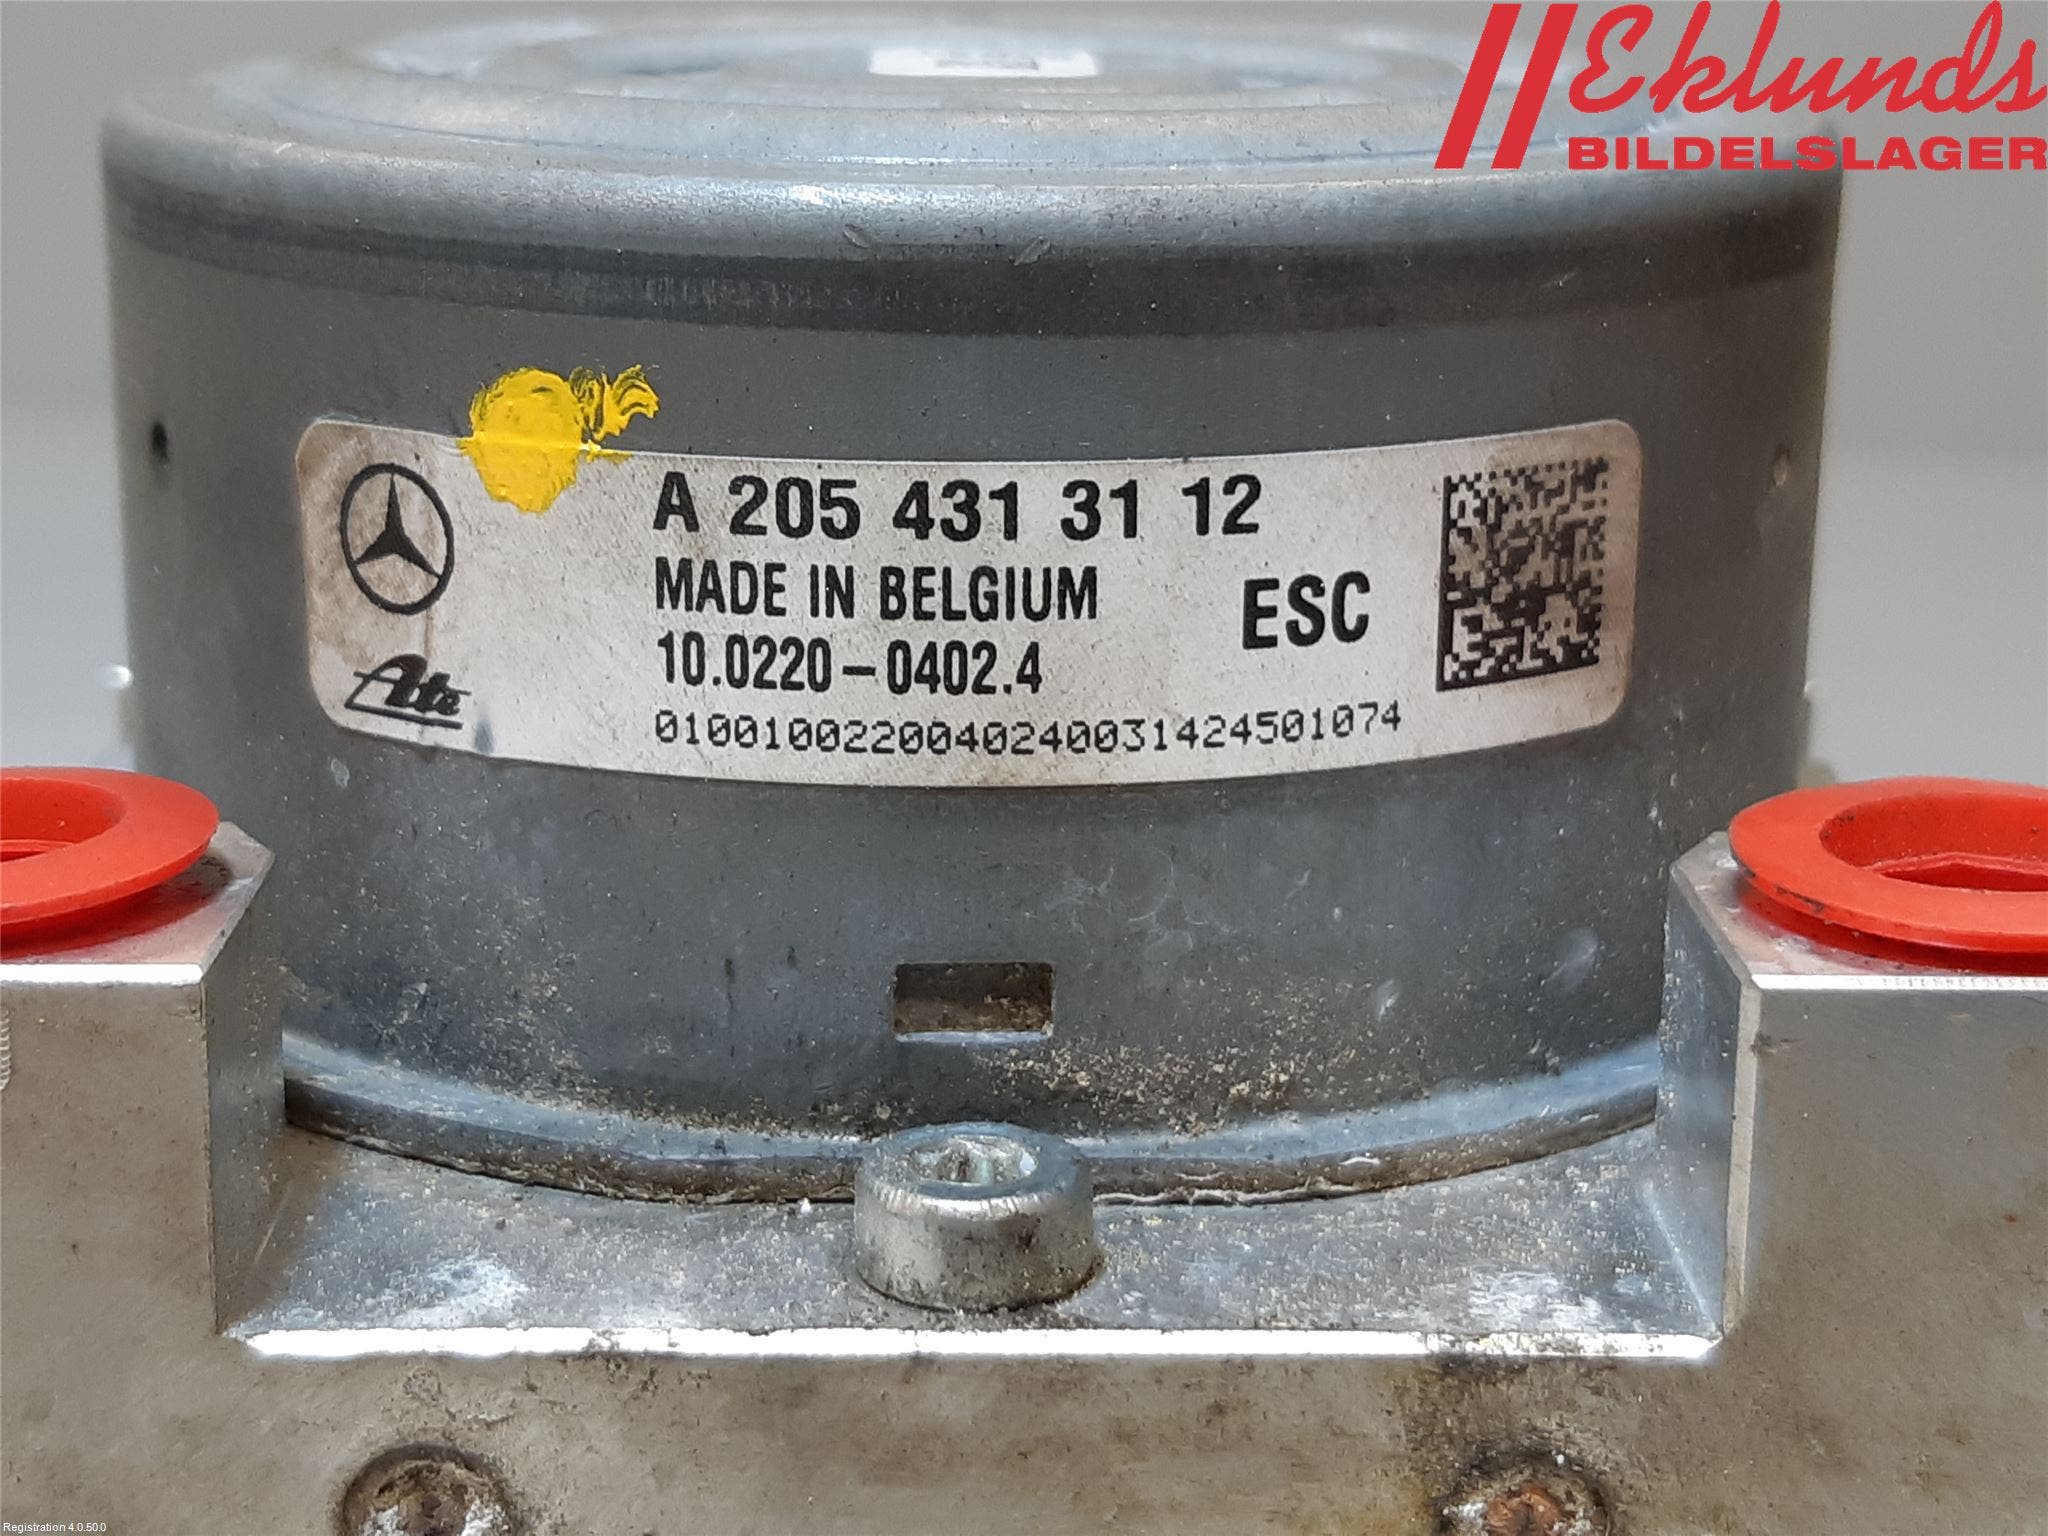 Eklunds
BILDELSLAGER
A 205 431 31 12
MADE IN BELGIUM
ESC
10.0220-0402.4
Ate
0100100220040240031424501074
Registration 4.0.50.0